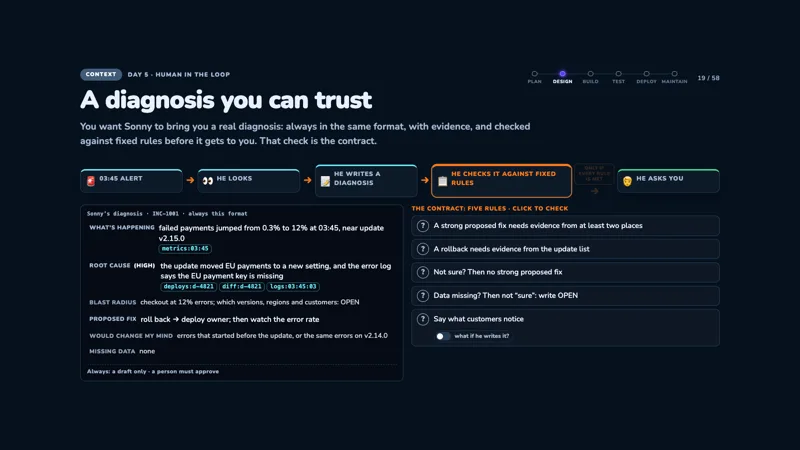 CONTEXT DAY 5 · HUMAN IN THE LOOP
PLAN DESIGN BUILD TEST DEPLOY MAINTAIN
19 / 58
A diagnosis you can trust
You want Sonny to bring you a real diagnosis: always in the same format, with evidence, and checked
against fixed rules before it gets to you. That check is the contract.
03:45 ALERT
HE LOOKS
HE WRITES A
DIAGNOSIS
HE CHECKS IT AGAINST FIXED
RULES
HE ASKS YOU
Sonny's diagnosis · INC-1001 · always this format
WHAT'S HAPPENING failed payments jumped from 0.3% to 12% at 03:45, near update
v2.15.0
metrics:03:45
ROOT CAUSE (HIGH) the update moved EU payments to a new setting, and the error log
says the EU payment key is missing
deploys:d-4821 diff:d-4821 logs:03:45:03
BLAST RADIUS checkout at 12% errors; which versions, regions and customers: OPEN
PROPOSED FIX roll back → deploy owner; then watch the error rate
WOULD CHANGE MY MIND errors that started before the update, or the same errors on v2.14.0
MISSING DATA none
Always: a draft only · a person must approve
THE CONTRACT: FIVE RULES · CLICK TO CHECK
? A strong proposed fix needs evidence from at least two places
? A rollback needs evidence from the update list
? Not sure? Then no strong proposed fix
? Data missing? Then not “sure”: write OPEN
? Say what customers notice
what if he writes it?